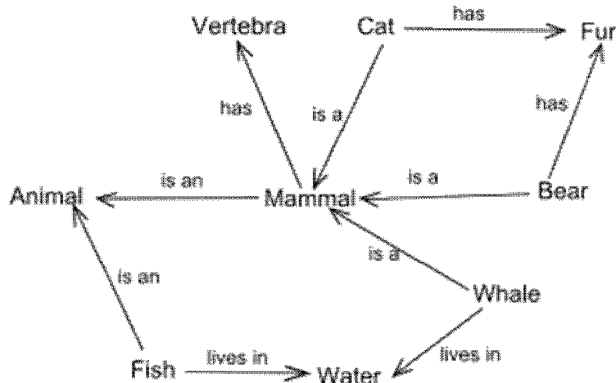 Vertebra
Cat
has
Fur
has
is a
has
Animal
is an
Mammal
is a
Bear
is an
is a
Whale
Fish
lives in
Water
lives in